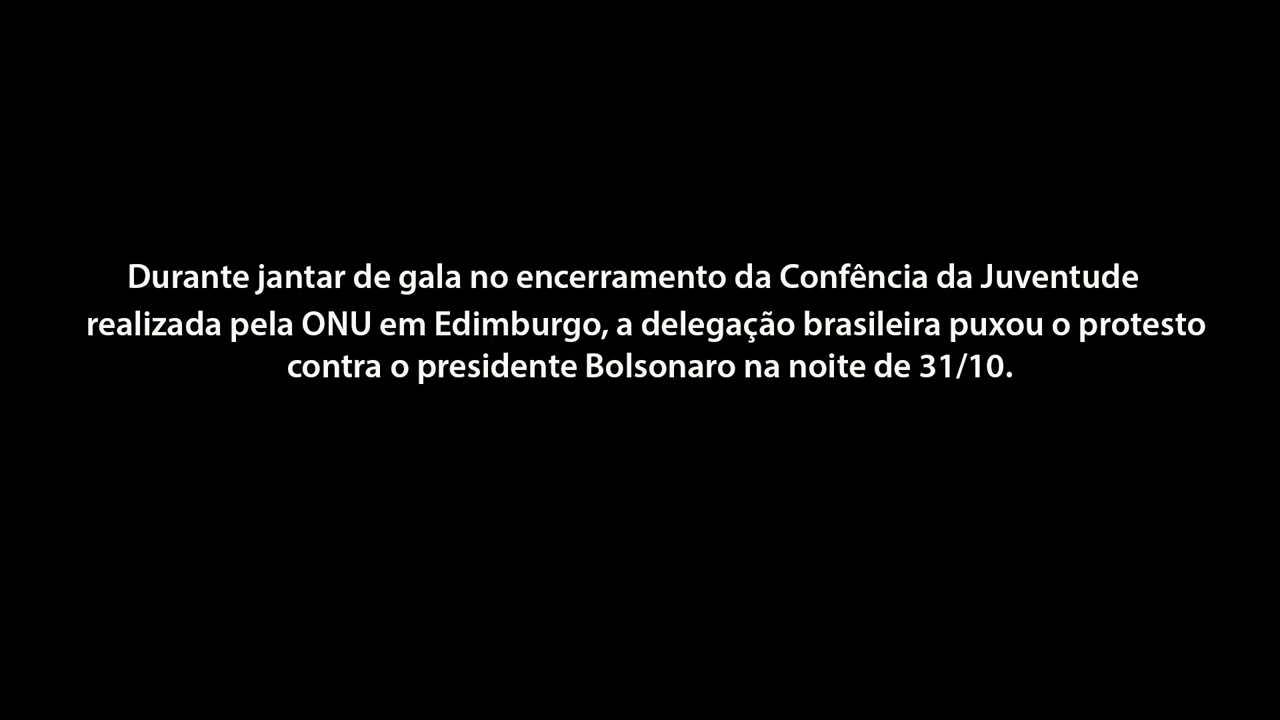 Durante jantar de gala no encerramento da Confência da Juventude
realizada pela ONU em Edimburgo, a delegação brasileira puxou o protesto
contra o presidente Bolsonaro na noite de 31/10.